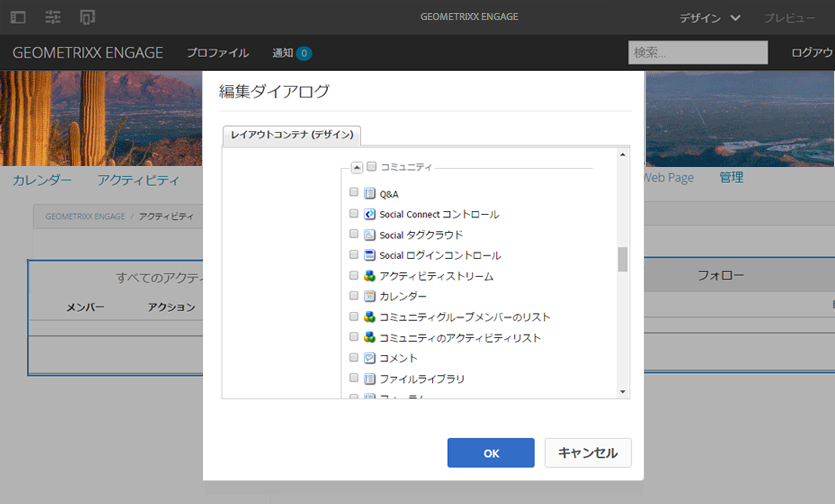 GEOMETRIXX ENGAGE
デザイン
プレビュー
GEOMETRIXX ENGAGE プロファイル 通知 0 検索... ログアウ
編集ダイアログ
レイアウトコンテナ (デザイン)
コミュニティ
カレンダー アクティビティ
Web Page 管理
Q&A
Social Connect コントロール
GEOMETRIXX ENGAGE / アクティビティ
Social タグクラウド
Social ログインコントロール
すべてのアクティ
アクティビティストリーム
フォロー
カレンダー
メンバー アクション
コミュニティグループメンバーのリスト
コミュニティのアクティビティリスト
コメント
ファイルライブラリ
OK キャンセル